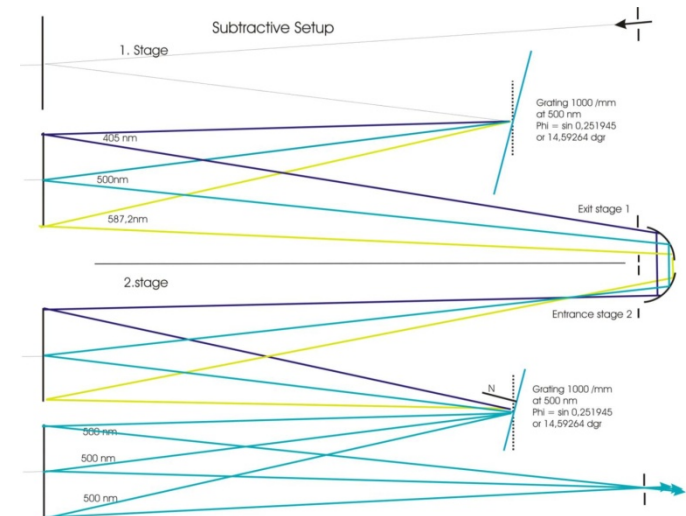 Subtractive Setup
1. Stage
Grating 1000 /mm
at 500 nm
Phi = sin 0,251945
or 14,59264 dgr
405 nm
500nm
587,2nm
Exit stage 1
2.stage
Entrance stage 2
N
Grating 1000 /mm
at 500 nm
Phi = sin 0,251945
or 14,59264 dgr
500 nm
500 nm
500 nm